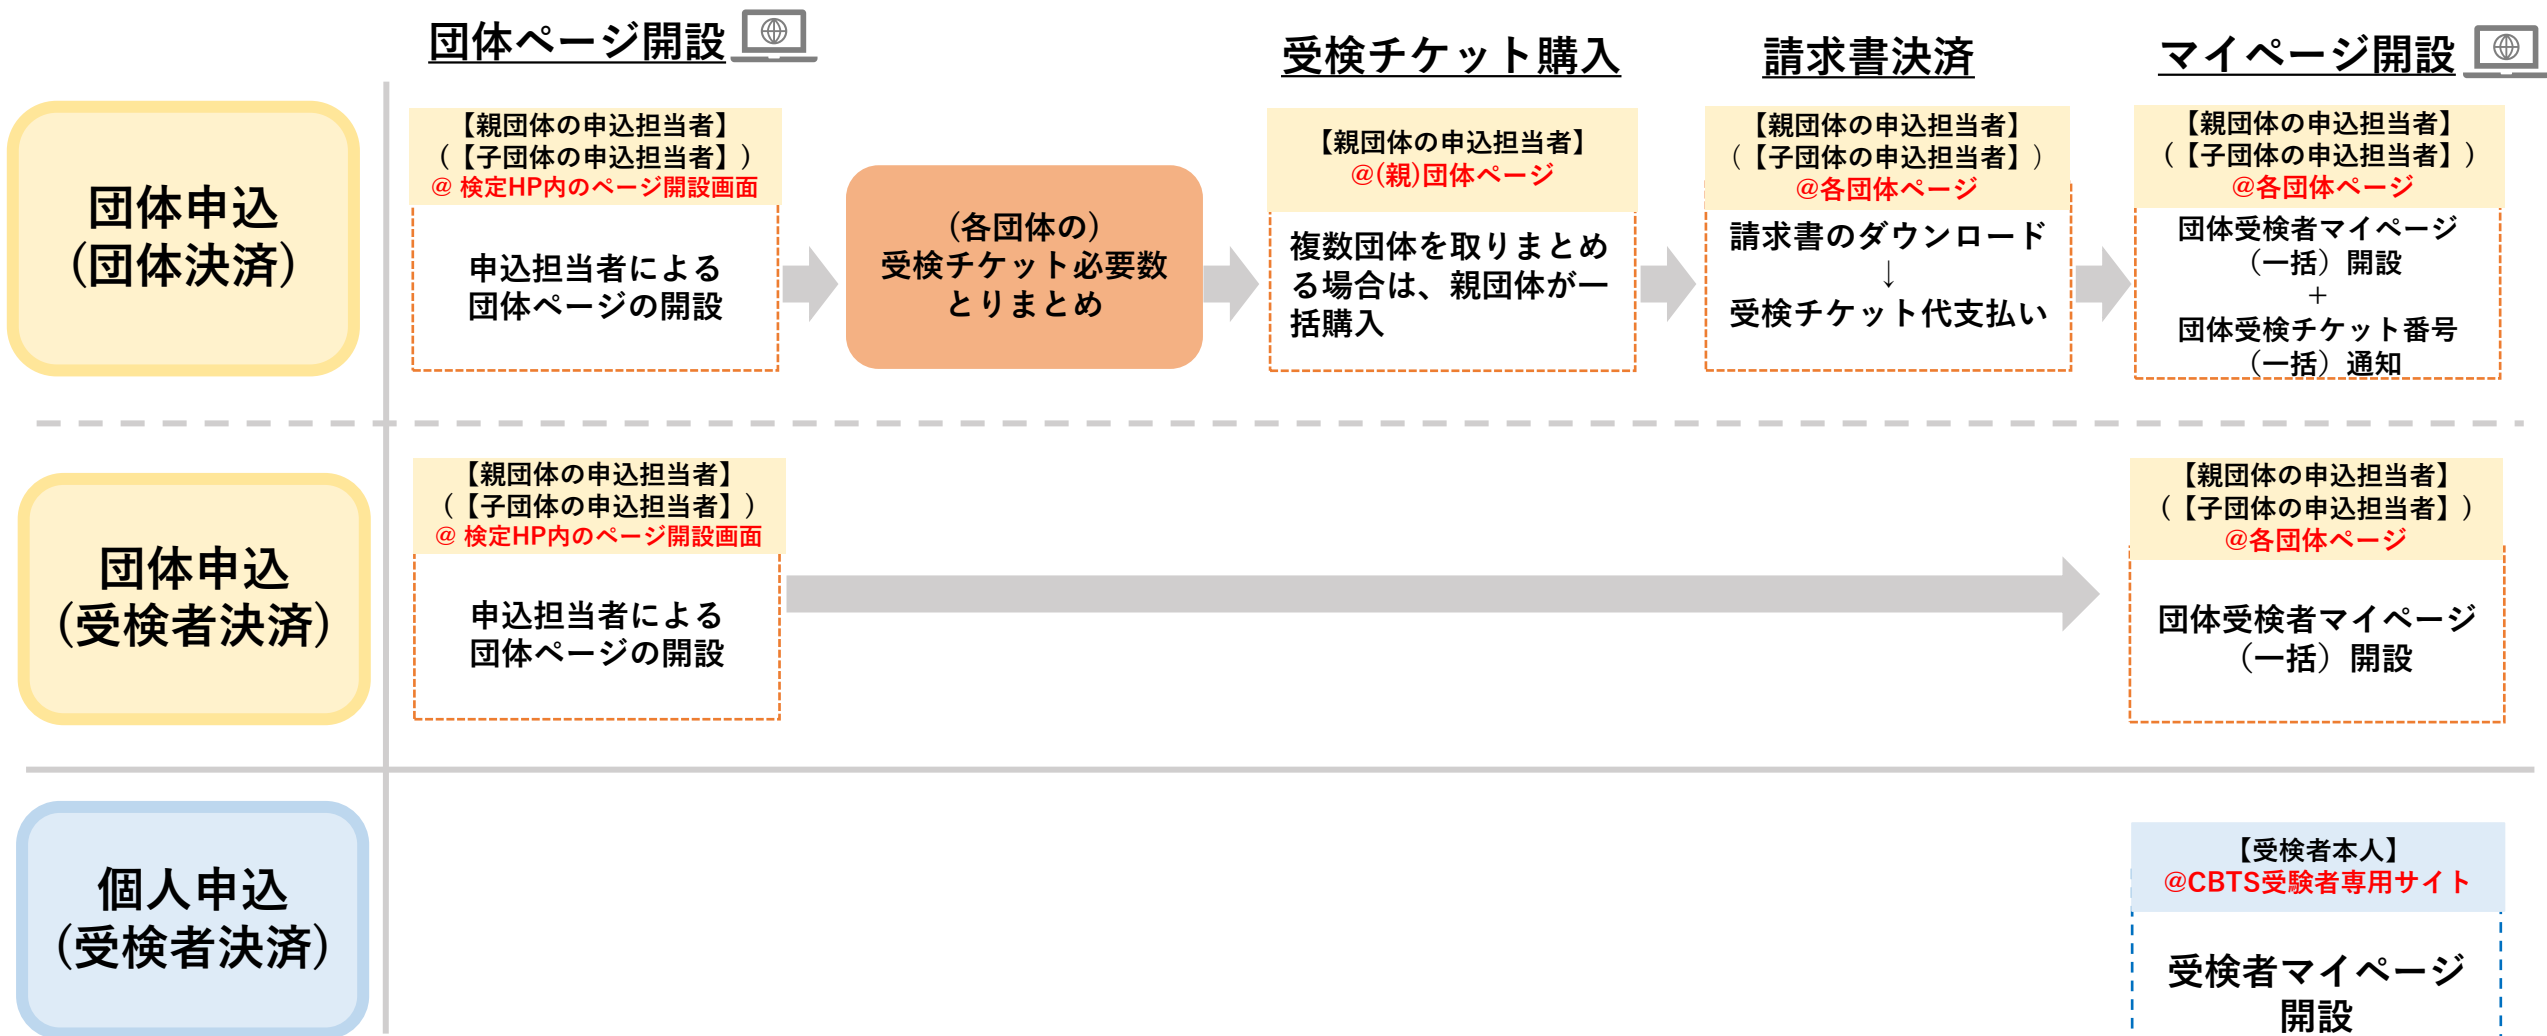 団体ページ開設
受検チケット購入
請求書決済
マイページ開設
団体申込
(団体決済)
【親団体の申込担当者】
(【子団体の申込担当者】)
@ 検定HP内のページ開設画面
申込担当者による
団体ページの開設
(各団体の)
受検チケット必要数
とりまとめ
【親団体の申込担当者】
@(親)団体ページ
複数団体を取りまとめ
る場合は、親団体が一
括購入
【親団体の申込担当者】
(【子団体の申込担当者】)
@各団体ページ
請求書のダウンロード
↓
受検チケット代支払い
【親団体の申込担当者】
(【子団体の申込担当者】)
@各団体ページ
団体受検者マイページ
（一括）開設
+
団体受検チケット番号
（一括）通知
団体申込
(受検者決済)
【親団体の申込担当者】
(【子団体の申込担当者】)
@ 検定HP内のページ開設画面
申込担当者による
団体ページの開設
【親団体の申込担当者】
(【子団体の申込担当者】)
@各団体ページ
団体受検者マイページ
（一括）開設
個人申込
(受検者決済)
【受検者本人】
@CBTS受験者専用サイト
受検者マイページ
開設